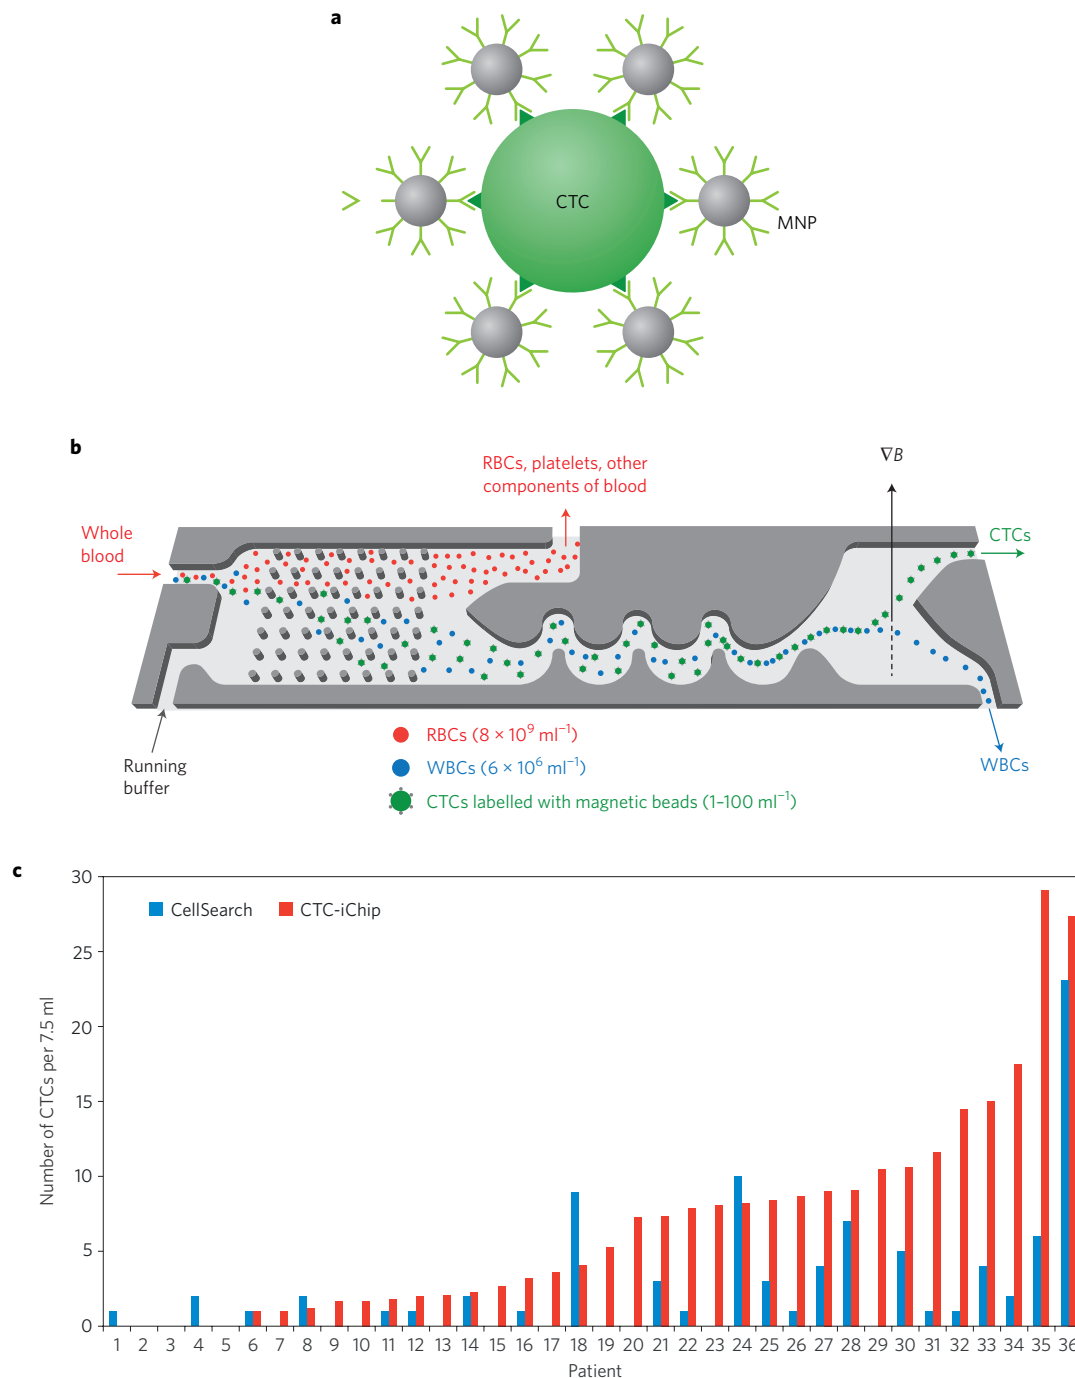 a
CTC
MNP
b
RBCs, platelets, other
components of blood
∇B
Whole
blood
CTCs
RBCs (8 × 10⁹ ml⁻¹)
WBCs (6 × 10⁶ ml⁻¹)
CTCs labelled with magnetic beads (1–100 ml⁻¹)
Running
buffer
WBCs
c
30
25
20
15
10
5
0
Number of CTCs per 7.5 ml
CellSearch
CTC-iChip
1 2 3 4 5 6 7 8 9 10 11 12 13 14 15 16 17 18 19 20 21 22 23 24 25 26 27 28 29 30 31 32 33 34 35 36
Patient